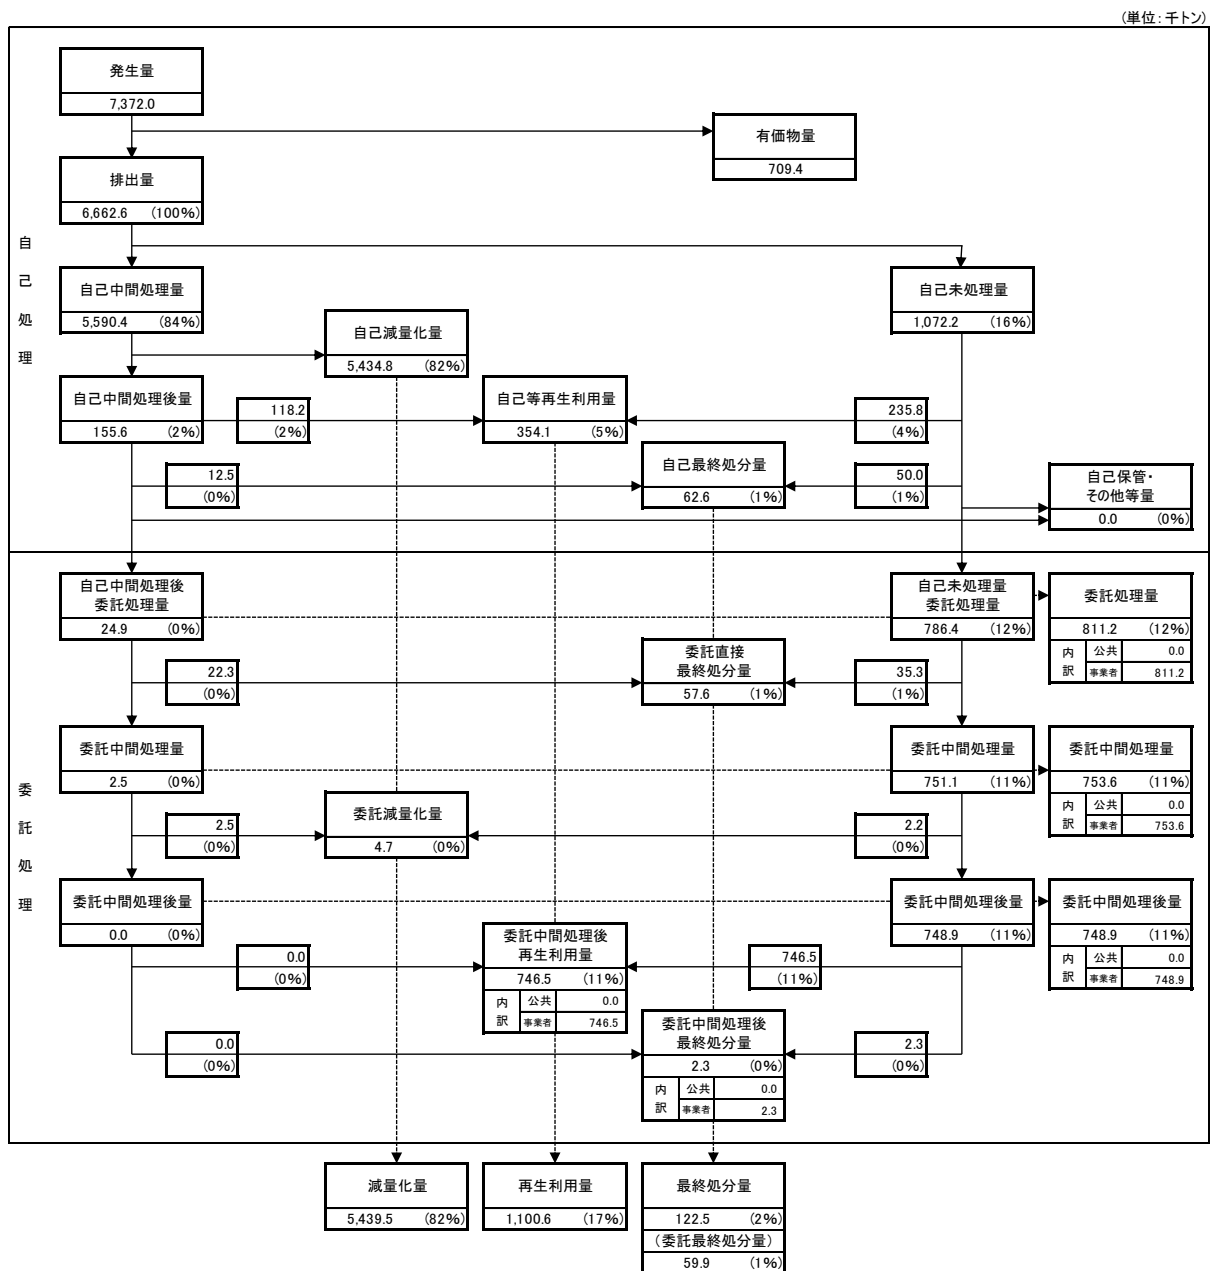 (単位：千トン)
発生量
7,372.0
有価物量
709.4
排出量
6,662.6 (100%)
自己処理
自己中間処理量
5,590.4 (84%)
自己未処理量
1,072.2 (16%)
自己減量化量
5,434.8 (82%)
自己中間処理後量
155.6 (2%)
118.2
(2%)
自己等再生利用量
354.1 (5%)
235.8
(4%)
12.5
(0%)
自己最終処分量
62.6 (1%)
50.0
(1%)
自己保管・
その他等量
0.0 (0%)
委託処理
自己中間処理後
委託処理量
24.9 (0%)
自己未処理量
委託処理量
786.4 (12%)
委託処理量
811.2 (12%)
内訳
公共 0.0
事業者 811.2
22.3
(0%)
委託直接
最終処分量
57.6 (1%)
35.3
(1%)
委託中間処理量
2.5 (0%)
委託中間処理量
751.1 (11%)
委託中間処理量
753.6 (11%)
内訳
公共 0.0
事業者 753.6
2.5
(0%)
委託減量化量
4.7 (0%)
2.2
(0%)
委託中間処理後量
0.0 (0%)
委託中間処理後量
748.9 (11%)
委託中間処理後量
748.9 (11%)
内訳
公共 0.0
事業者 748.9
0.0
(0%)
委託中間処理後
再生利用量
746.5 (11%)
内訳
公共 0.0
事業者 746.5
746.5
(11%)
0.0
(0%)
委託中間処理後
最終処分量
2.3 (0%)
内訳
公共 0.0
事業者 2.3
2.3
(0%)
減量化量
5,439.5 (82%)
再生利用量
1,100.6 (17%)
最終処分量
122.5 (2%)
(委託最終処分量)
59.9 (1%)